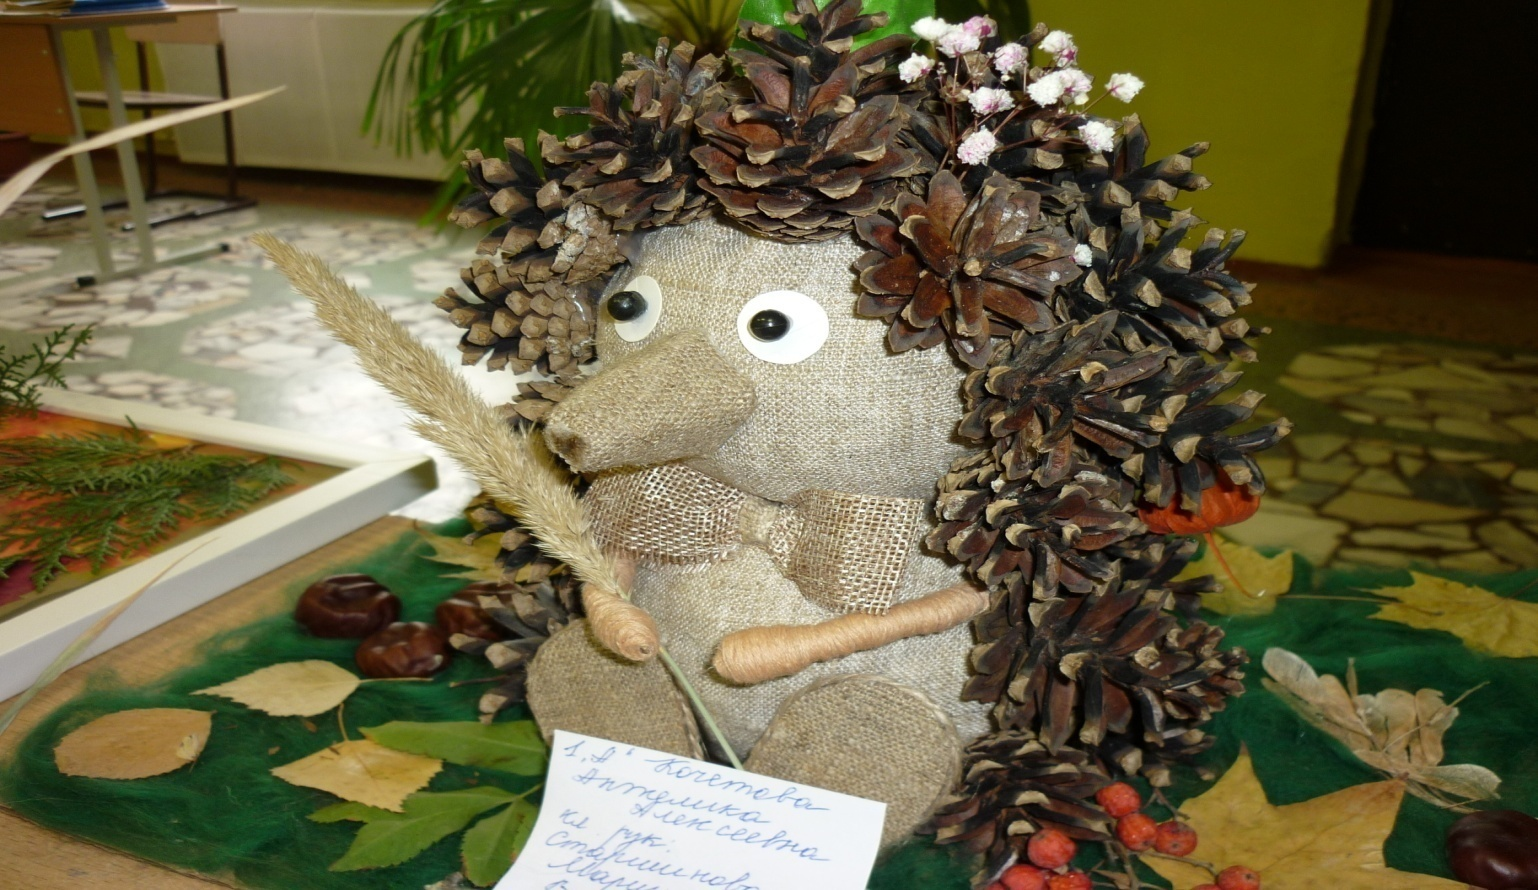 1 "А" Кочетова
Анжелика
Алексеевна
кл рук.
Старшинова